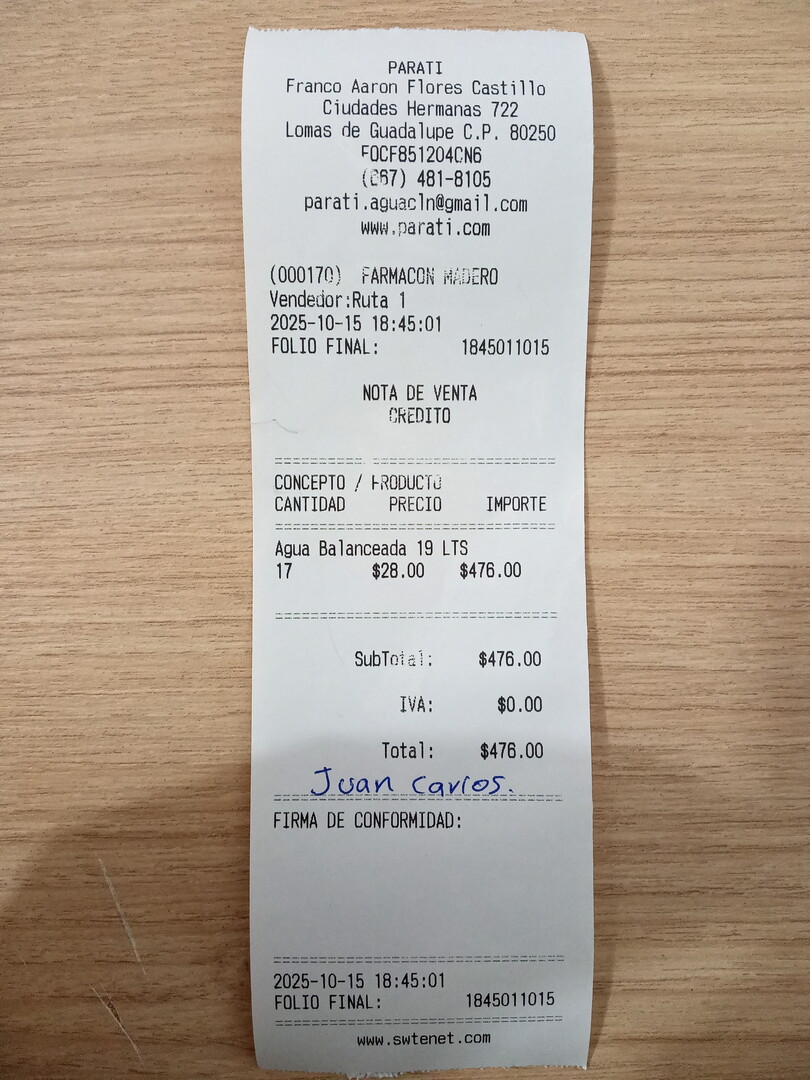 PARATI
Franco Aaron Flores Castillo
Ciudades Hermanas 722
Lomas de Guadalupe C.P. 80250
FOCF851204CN6
(667) 481-8105
parati.aguacln@gmail.com
www.parati.com
(000170) FARMACON MADERO
Vendedor:Ruta 1
2025-10-15 18:45:01
FOLIO FINAL: 1845011015
NOTA DE VENTA
CREDITO
CONCEPTO / PRODUCTO
CANTIDAD PRECIO IMPORTE
Agua Balanceada 19 LTS
17 $28.00 $476.00
SubTotal: $476.00
IVA: $0.00
Total: $476.00
Juan Carlos.
FIRMA DE CONFORMIDAD:
2025-10-15 18:45:01
FOLIO FINAL: 1845011015
www.swtenet.com